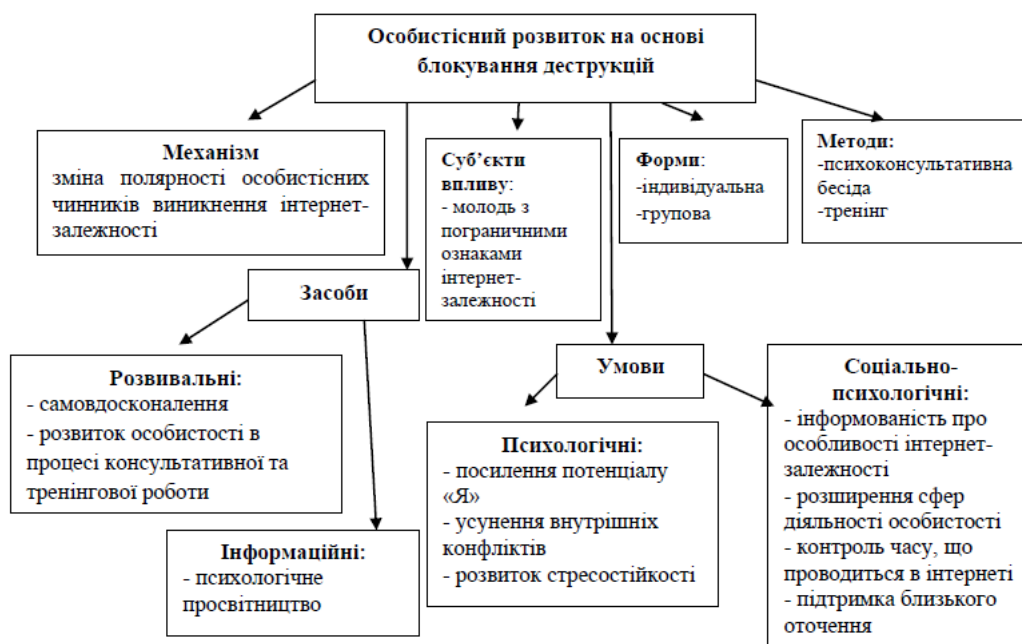 Особистісний розвиток на основі
блокування деструкцій
Механізм
зміна полярності особистісних
чинників виникнення інтернет-
залежності
Суб’єкти
впливу:
- молодь з
пограничними
ознаками
інтернет-
залежності
Форми:
-індивідуальна
-групова
Методи:
-психоконсультативна
бесіда
-тренінг
Засоби
Розвивальні:
- самовдосконалення
- розвиток особистості в
процесі консультативної та
тренінгової роботи
Інформаційні:
- психологічне
просвітництво
Умови
Психологічні:
- посилення потенціалу
«Я»
- усунення внутрішніх
конфліктів
- розвиток стресостійкості
Соціально-
психологічні:
- інформованість про
особливості інтернет-
залежності
- розширення сфер
діяльності особистості
- контроль часу, що
проводиться в інтернеті
- підтримка близького
оточення